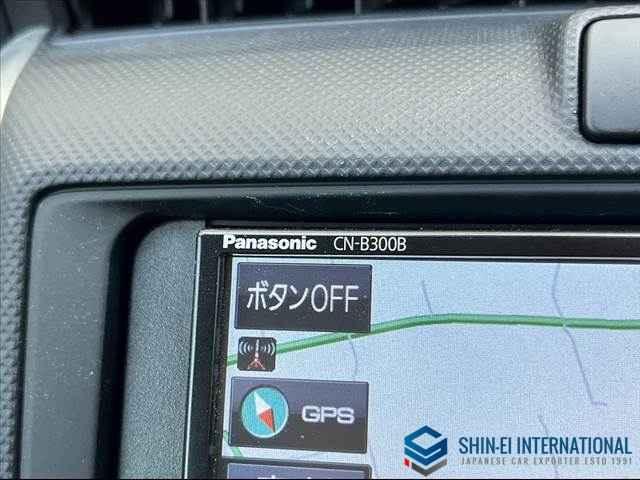 Panasonic CN-B300B
ボタンOFF
GPS
SHIN-EI INTERNATIONAL
JAPANESE CAR EXPORTER ESTD 1991